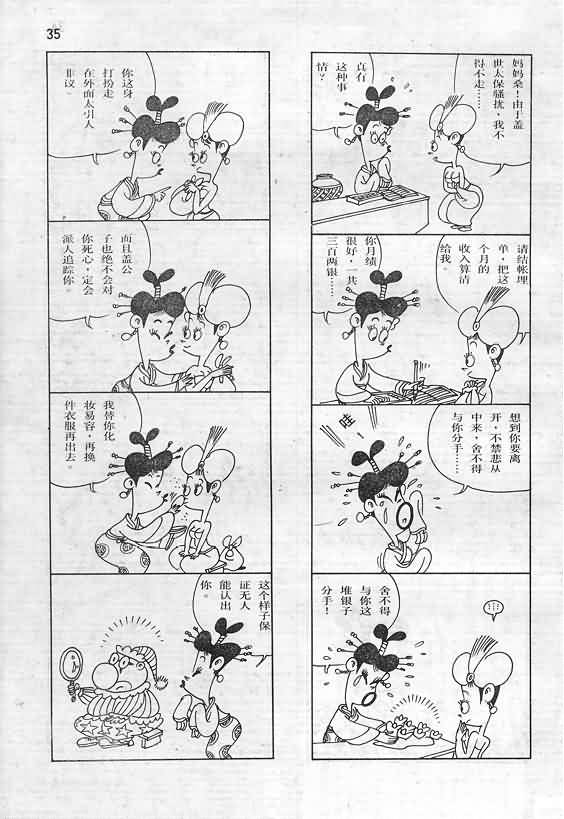 35
妈妈桑！由于盖
世太保骚扰，我不
得不走……
真有
这种事
情？
请结帐埋
单，把这
个月的
收入算清
给我。
你月绩
很好，一共
三百两银……
想到你要离
开，不禁悲从
中来，舍不得
与你分手……
哇
舍不得
与你这
堆银子
分手！
你这身
打扮走
在外面太引人
非议。
而且盖公
子也绝不会对
你死心，定会
派人追踪你。
我替你化
妆易容，再换
件衣服再出去
这个样子保
证无人
能认出
你。